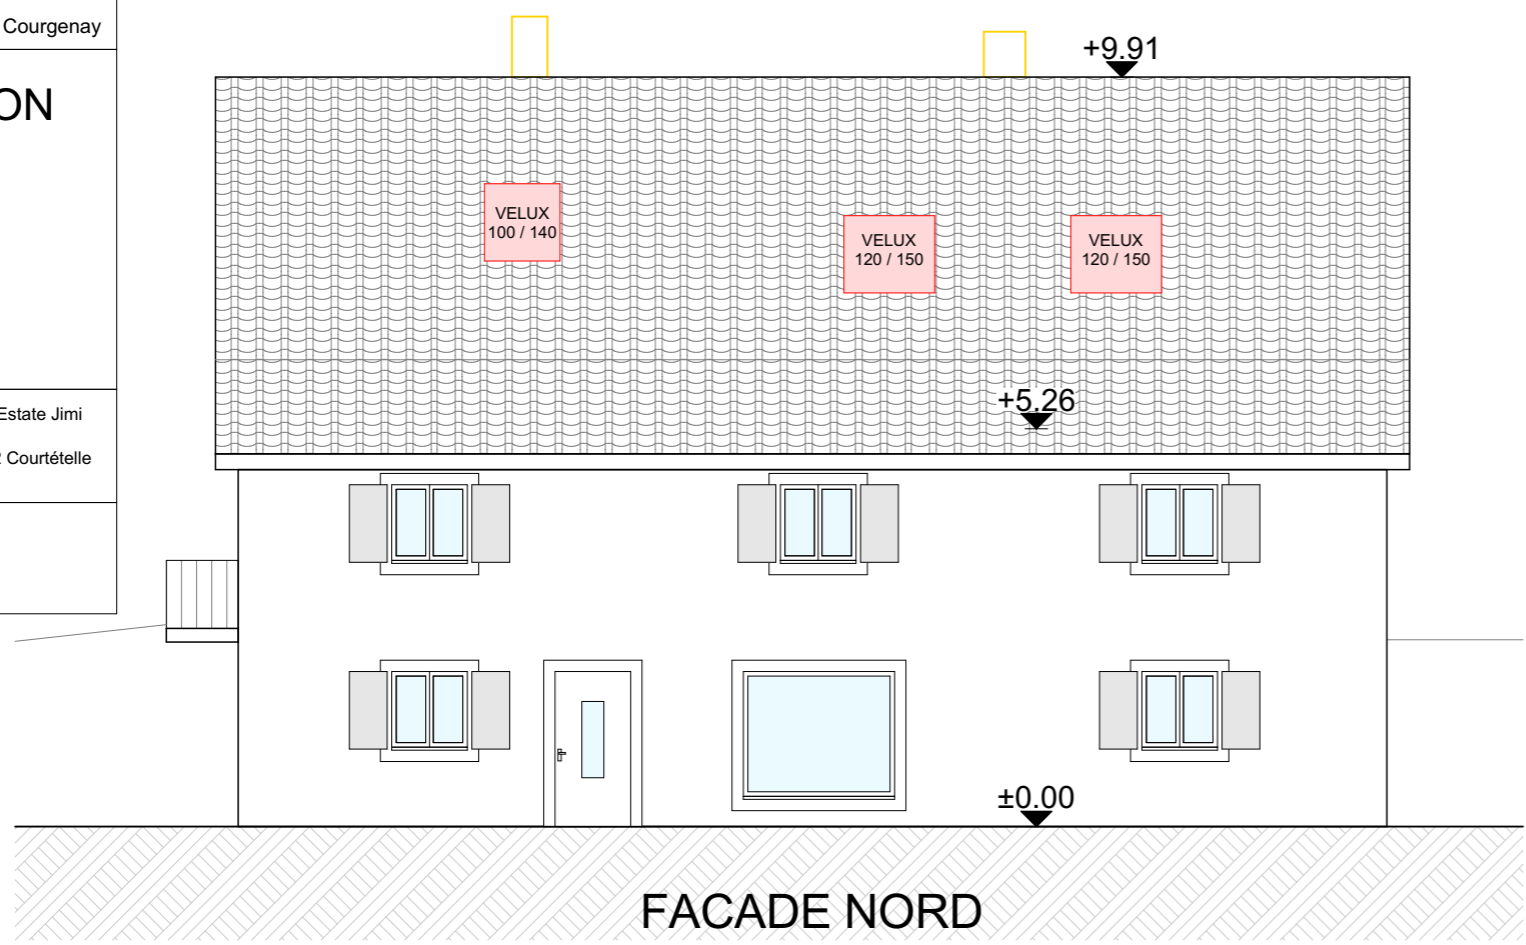 Courgenay
ON
Estate Jimi
2 Courtételle
+9.91
VELUX
100 / 140
VELUX
120 / 150
VELUX
120 / 150
+5.26
±0.00
FACADE NORD